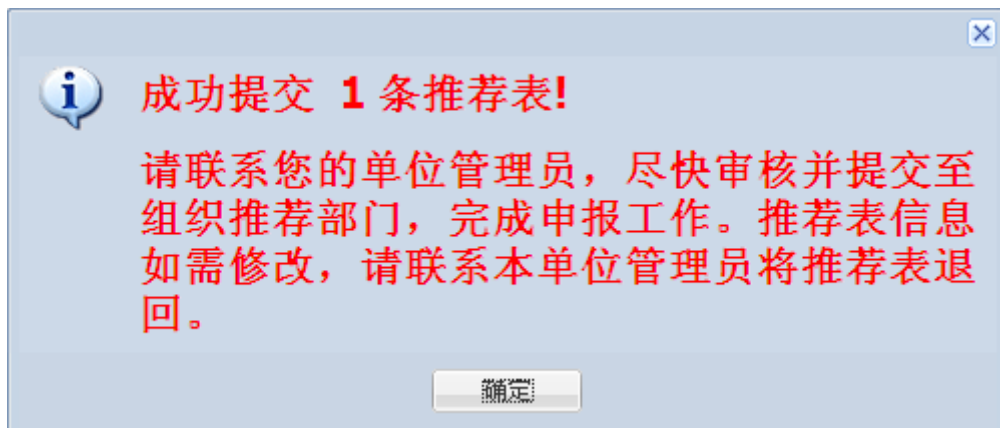 成功提交 1 条推荐表!
请联系您的单位管理员，尽快审核并提交至
组织推荐部门，完成申报工作。推荐表信息
如需修改，请联系本单位管理员将推荐表退
回。
确定